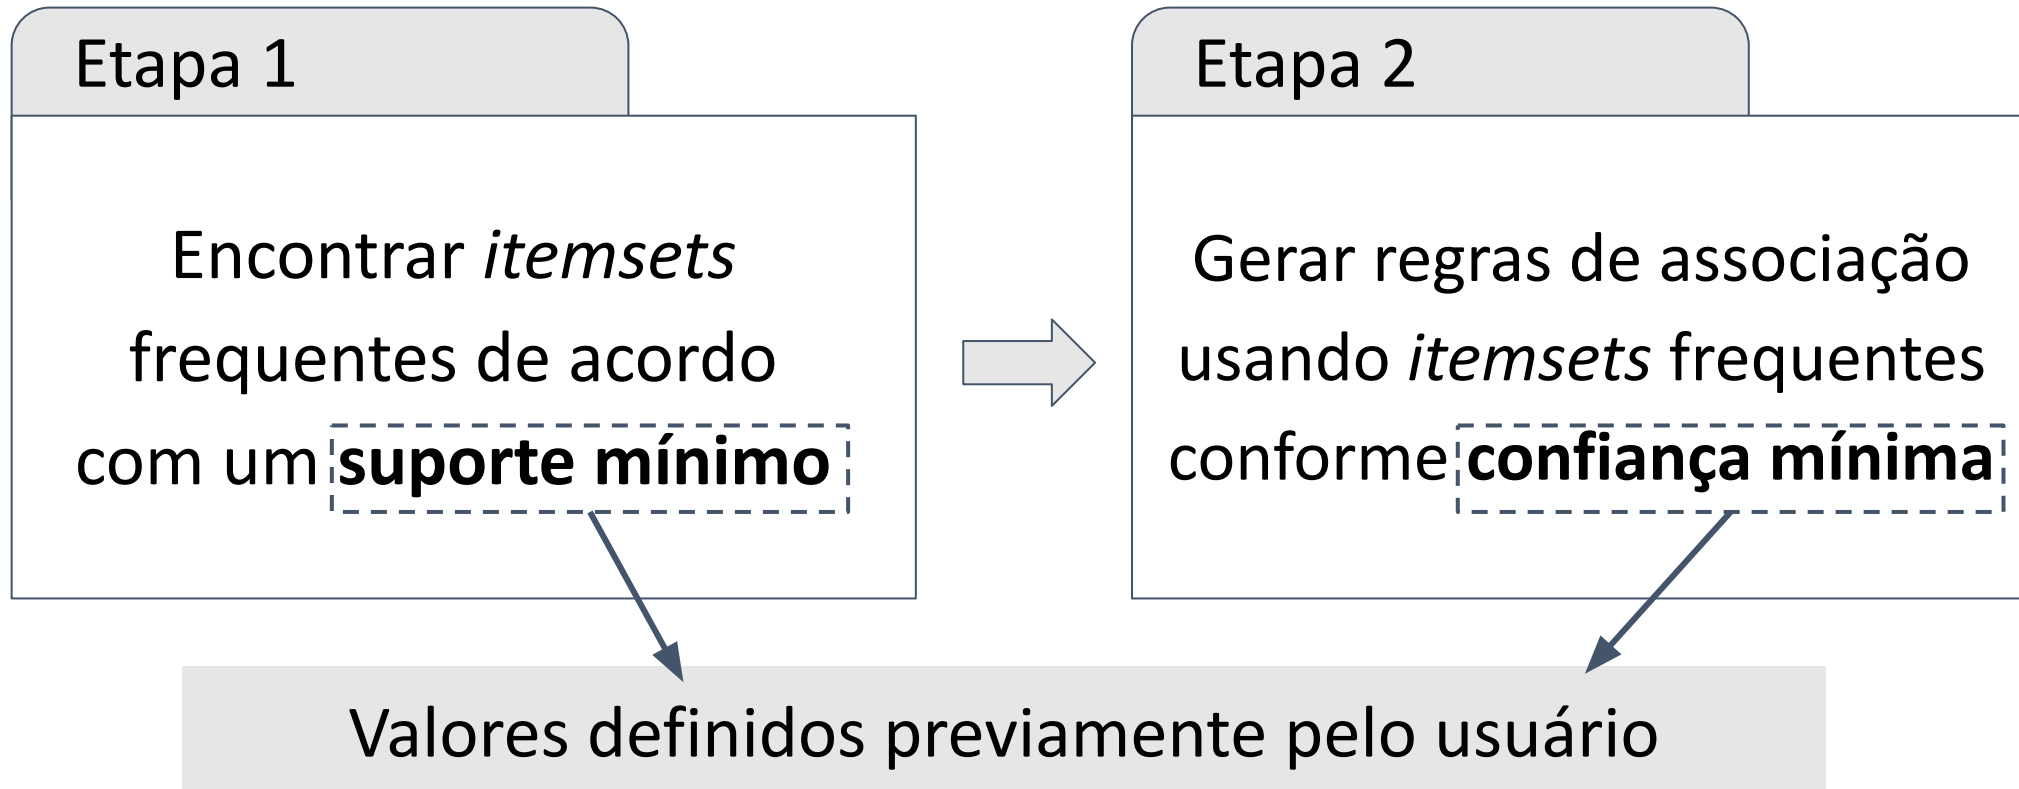 Etapa 1
Encontrar itemsets
frequentes de acordo
com um suporte mínimo
Etapa 2
Gerar regras de associação
usando itemsets frequentes
conforme confiança mínima
Valores definidos previamente pelo usuário